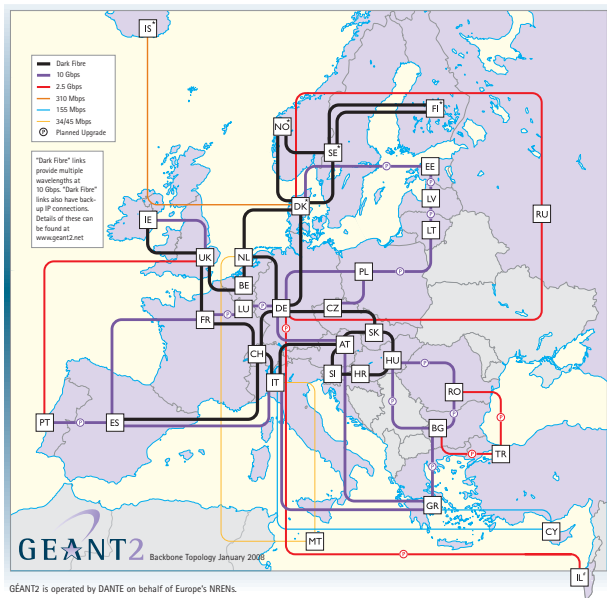 IS*
Dark Fibre
10 Gbps
2.5 Gbps
310 Mbps
155 Mbps
34/45 Mbps
P Planned Upgrade
"Dark Fibre" links
provide multiple
wavelengths at
10 Gbps. "Dark Fibre"
links also have back-
up IP connections.
Details of these can
be found at
www.geant2.net
FI*
NO*
SE*
P
EE
P
LV
DK*
P
RU
IE
LT
UK
NL
PL
P
BE
LU
P
DE
CZ
P
FR
P
SK
AT
CH
HU
P
IT
SI
HR
RO
P
P
P
PT
P
ES
BG
P
TR
P
GR
CY
MT
GÉANT2
Backbone Topology January 2008
P
IL*
GÉANT2 is operated by DANTE on behalf of Europe's NRENs.